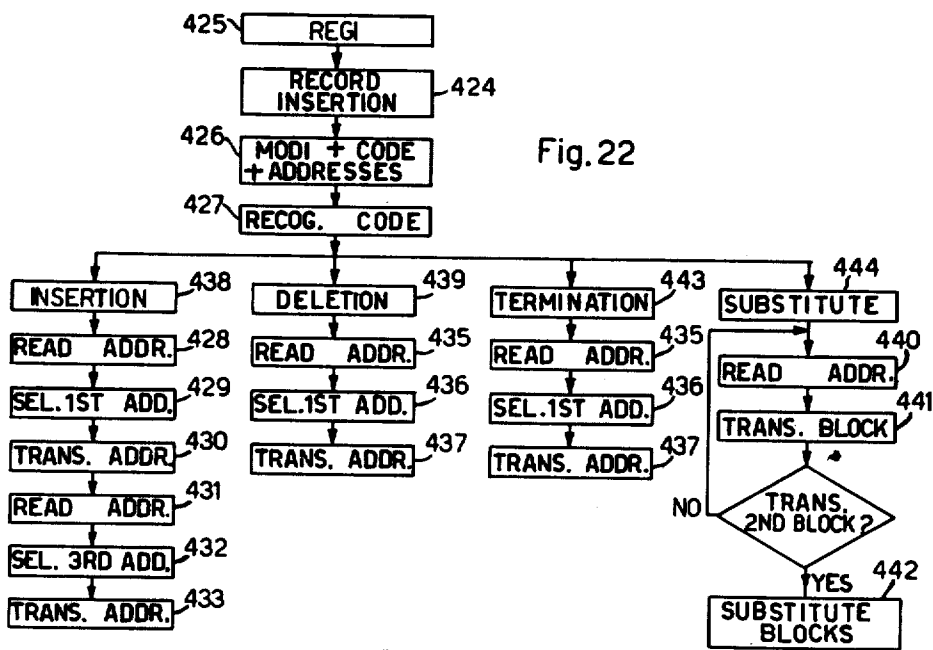 425
REGI
RECORD
INSERTION
424
426
MODI + CODE
+ ADDRESSES
Fig. 22
427
RECOG. CODE
INSERTION
438
READ ADDR.
428
SEL. 1ST ADD.
429
TRANS. ADDR.
430
READ ADDR.
431
SEL. 3RD ADD.
432
TRANS. ADDR.
433
DELETION
439
READ ADDR.
435
SEL. 1ST ADD.
436
TRANS. ADDR.
437
TERMINATION
443
READ ADDR.
435
SEL. 1ST ADD.
436
TRANS. ADDR.
437
444
SUBSTITUTE
440
READ ADDR.
441
TRANS. BLOCK
NO
TRANS.
2ND BLOCK?
YES
442
SUBSTITUTE
BLOCKS